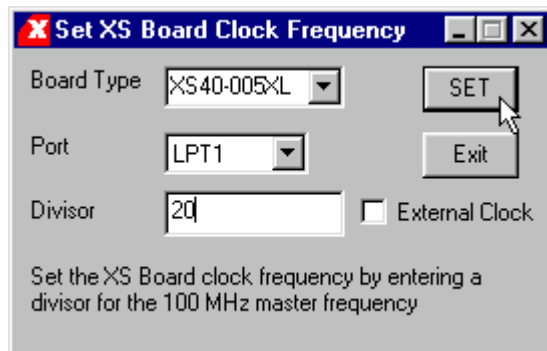 X Set XS Board Clock Frequency
Board Type XS40-005XL SET
Port LPT1 Exit
Divisor 20 External Clock
Set the XS Board clock frequency by entering a
divisor for the 100 MHz master frequency